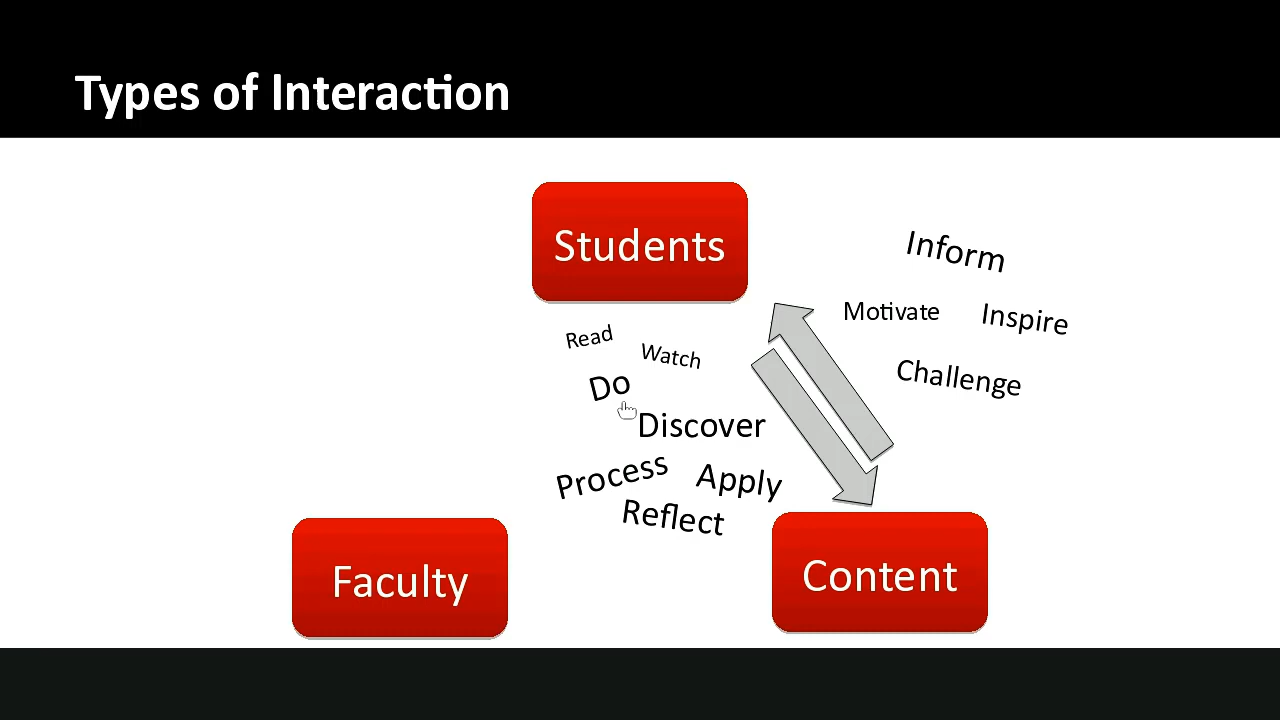 Types of Interaction
Students
Inform
Motivate
Inspire
Challenge
Read
Watch
Do
Discover
Process
Apply
Reflect
Faculty
Content